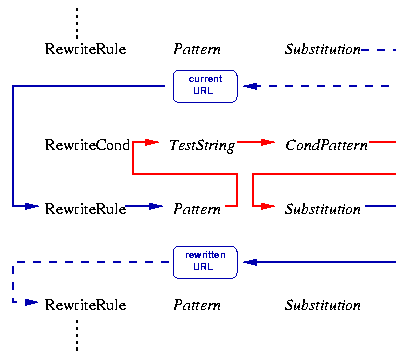 RewriteRule Pattern Substitution
current
URL
RewriteCond TestString CondPattern
RewriteRule Pattern Substitution
rewritten
URL
RewriteRule Pattern Substitution